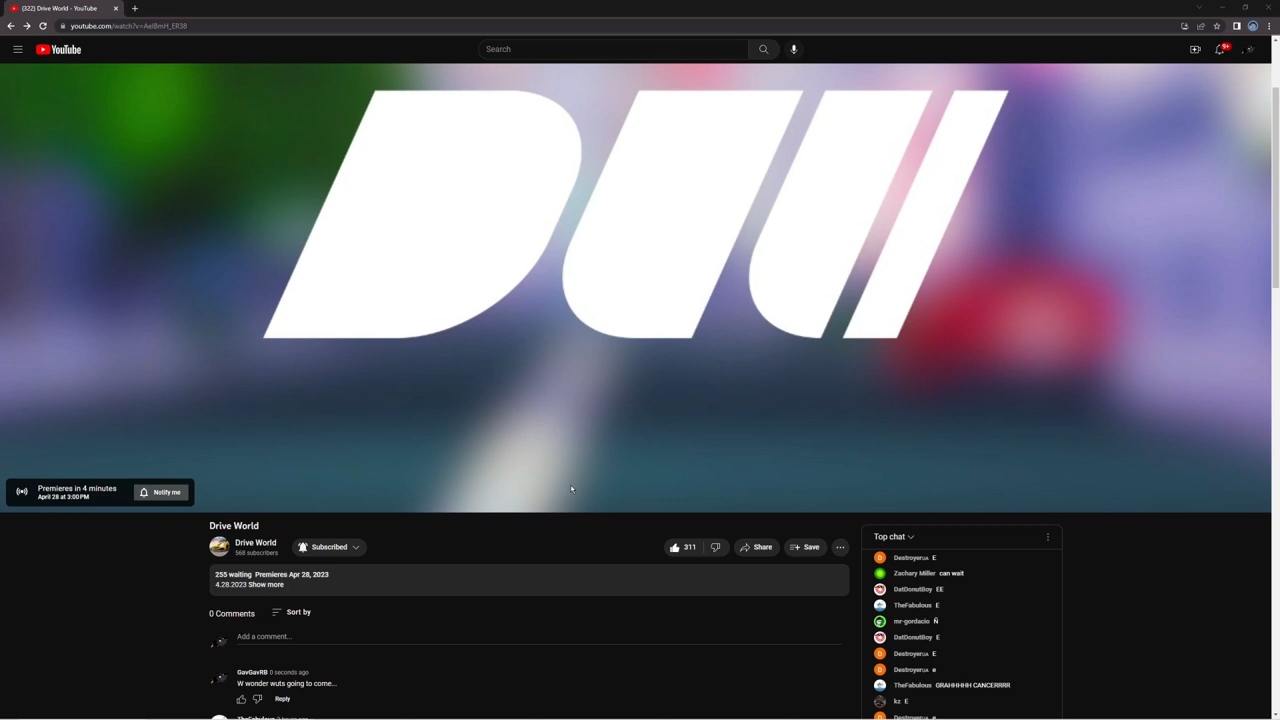 (322) Drive World - YouTube
youtube.com/watch?v=AeIBmH_ER38
YouTube
Search
9+
DW
Premieres in 4 minutes
April 28 at 3:00 PM
Notify me
Drive World
Drive World
568 subscribers
Subscribed
311
Share
Save
255 waiting Premieres Apr 28, 2023
4.28.2023 Show more
0 Comments
Sort by
Add a comment...
GavGavRB 0 seconds ago
W wonder wuts going to come...
Reply
Top chat
DestroyerUA E
Zachary Miller can wait
DatDonutBoy EE
TheFabulous E
mr-gordacio Ñ
DatDonutBoy E
DestroyerUA E
DestroyerUA e
TheFabulous GRAHHHHH CANCERRRR
kz E